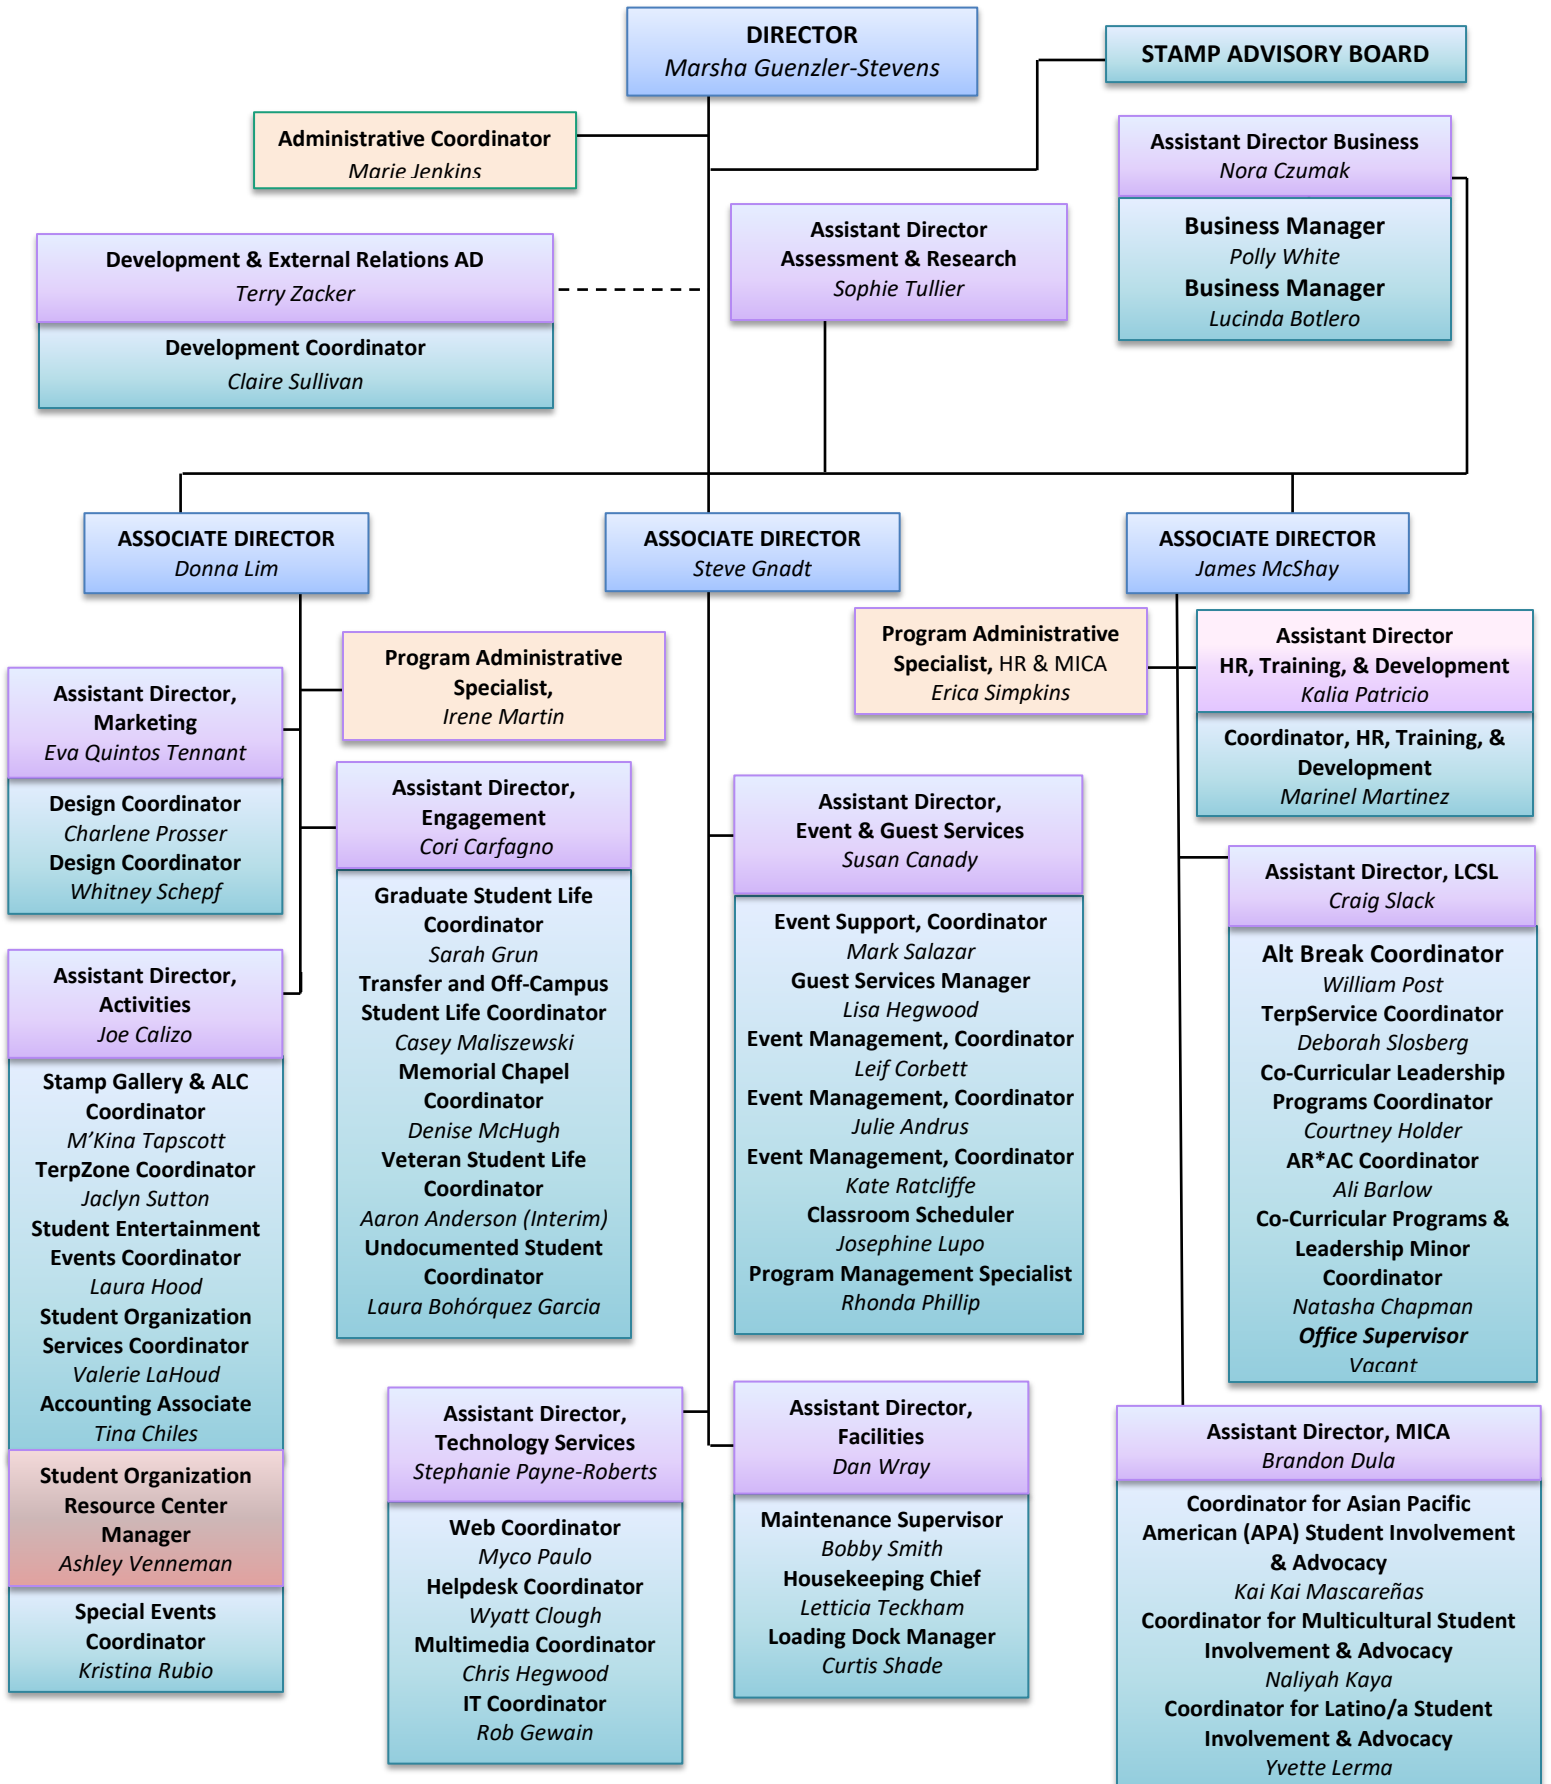 DIRECTOR
Marsha Guenzler-Stevens
STAMP ADVISORY BOARD
Administrative Coordinator
Marie Jenkins
Assistant Director Business
Nora Czumak
Business Manager
Polly White
Business Manager
Lucinda Botlero
Assistant Director
Assessment & Research
Sophie Tullier
Development & External Relations AD
Terry Zacker
Development Coordinator
Claire Sullivan
ASSOCIATE DIRECTOR
Donna Lim
ASSOCIATE DIRECTOR
Steve Gnadt
ASSOCIATE DIRECTOR
James McShay
Program Administrative
Specialist,
Irene Martin
Assistant Director,
Marketing
Eva Quintos Tennant
Design Coordinator
Charlene Prosser
Design Coordinator
Whitney Schepf
Assistant Director,
Engagement
Cori Carfagno
Graduate Student Life
Coordinator
Sarah Grun
Transfer and Off-Campus
Student Life Coordinator
Casey Maliszewski
Memorial Chapel
Coordinator
Denise McHugh
Veteran Student Life
Coordinator
Aaron Anderson (Interim)
Undocumented Student
Coordinator
Laura Bohórquez Garcia
Assistant Director,
Activities
Joe Calizo
Stamp Gallery & ALC
Coordinator
M’Kina Tapscott
TerpZone Coordinator
Jaclyn Sutton
Student Entertainment
Events Coordinator
Laura Hood
Student Organization
Services Coordinator
Valerie LaHoud
Accounting Associate
Tina Chiles
Student Organization
Resource Center
Manager
Ashley Venneman
Special Events
Coordinator
Kristina Rubio
Assistant Director,
Event & Guest Services
Susan Canady
Event Support, Coordinator
Mark Salazar
Guest Services Manager
Lisa Hegwood
Event Management, Coordinator
Leif Corbett
Event Management, Coordinator
Julie Andrus
Event Management, Coordinator
Kate Ratcliffe
Classroom Scheduler
Josephine Lupo
Program Management Specialist
Rhonda Phillip
Assistant Director,
Technology Services
Stephanie Payne-Roberts
Web Coordinator
Myco Paulo
Helpdesk Coordinator
Wyatt Clough
Multimedia Coordinator
Chris Hegwood
IT Coordinator
Rob Gewain
Assistant Director,
Facilities
Dan Wray
Maintenance Supervisor
Bobby Smith
Housekeeping Chief
Letticia Teckham
Loading Dock Manager
Curtis Shade
Program Administrative
Specialist, HR & MICA
Erica Simpkins
Assistant Director
HR, Training, & Development
Kalia Patricio
Coordinator, HR, Training, &
Development
Marinel Martinez
Assistant Director, LCSL
Craig Slack
Alt Break Coordinator
William Post
TerpService Coordinator
Deborah Slosberg
Co-Curricular Leadership
Programs Coordinator
Courtney Holder
AR*AC Coordinator
Ali Barlow
Co-Curricular Programs &
Leadership Minor
Coordinator
Natasha Chapman
Office Supervisor
Vacant
Assistant Director, MICA
Brandon Dula
Coordinator for Asian Pacific
American (APA) Student Involvement
& Advocacy
Kai Kai Mascareñas
Coordinator for Multicultural Student
Involvement & Advocacy
Naliyah Kaya
Coordinator for Latino/a Student
Involvement & Advocacy
Yvette Lerma